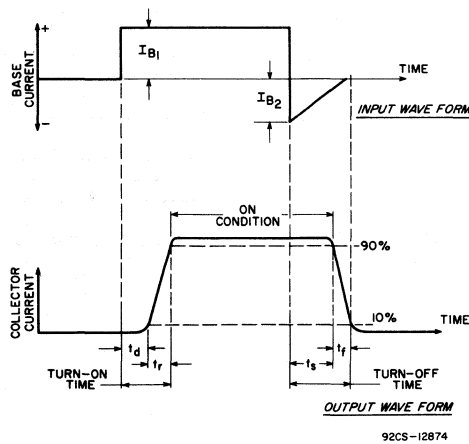 +
BASE
CURRENT
−
I_B1
I_B2
TIME
INPUT WAVE FORM
ON
CONDITION
90%
COLLECTOR
CURRENT
10%
TIME
t_d
t_r
t_s
t_f
TURN-ON
TIME
TURN-OFF
TIME
OUTPUT WAVE FORM
92CS-12874